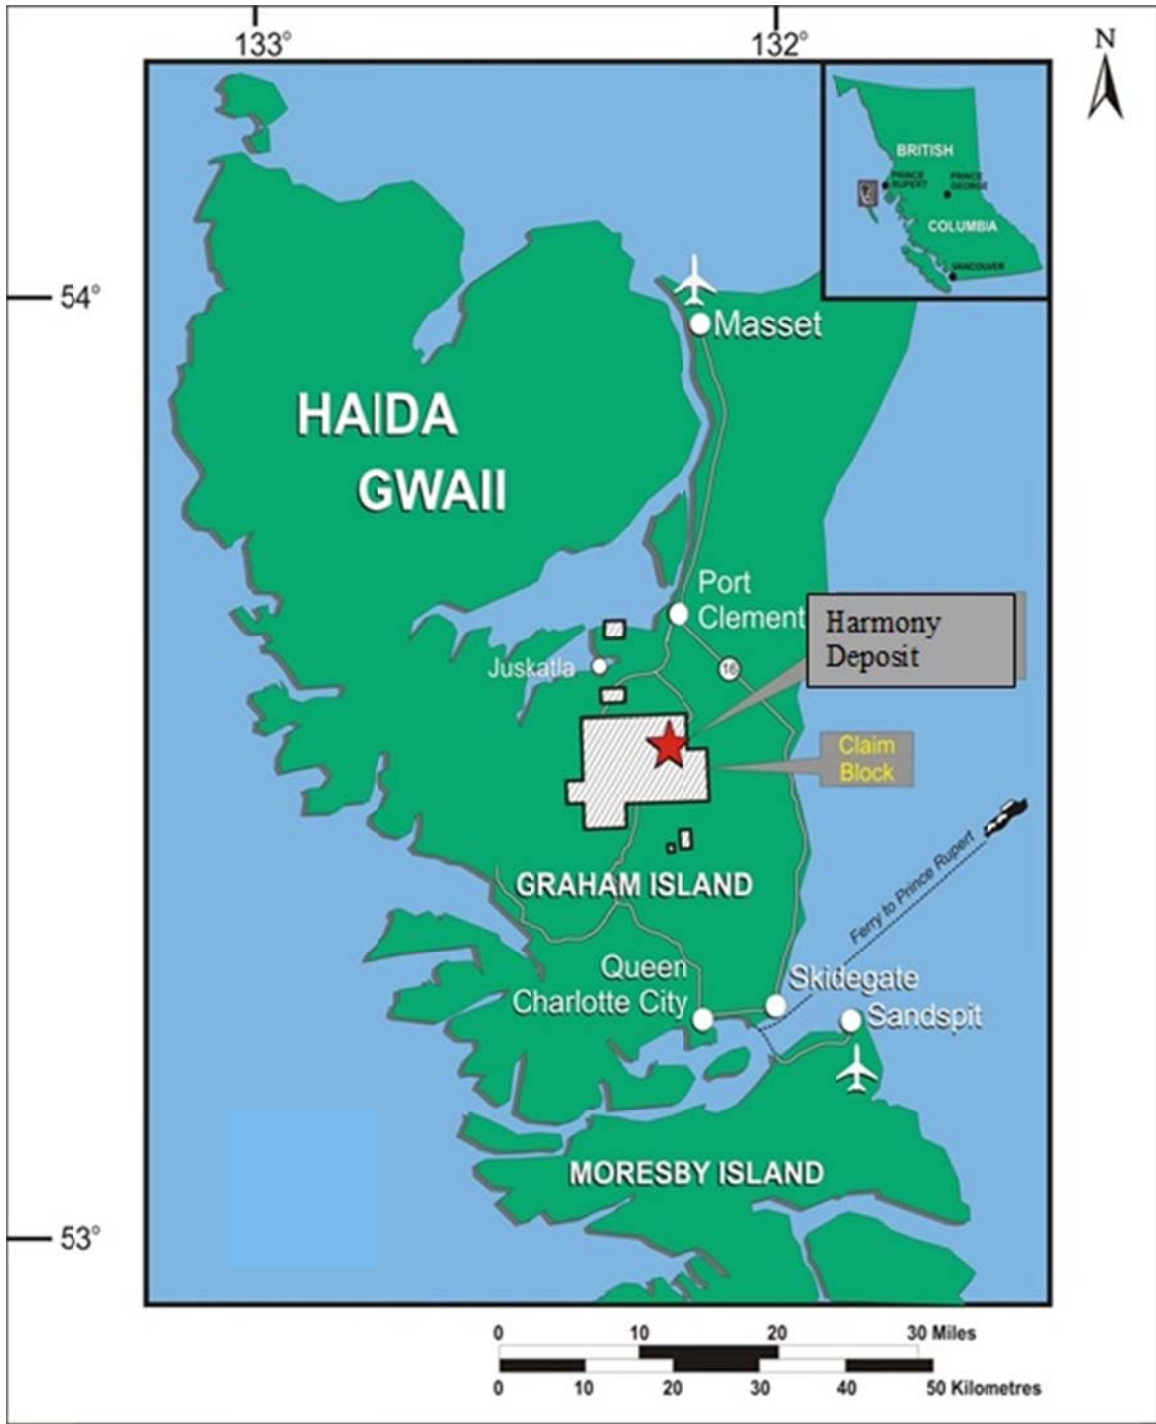 133°
132°
N
BRITISH
PRINCE
RUPERT
PRINCE
GEORGE
COLUMBIA
VANCOUVER
54°
Masset
HAIDA
GWAII
Port
Clement
Harmony
Deposit
Juskatla
16
Claim
Block
Ferry to Prince Rupert
GRAHAM ISLAND
Queen
Charlotte City
Skidegate
Sandspit
MORESBY ISLAND
53°
0 10 20 30 Miles
0 10 20 30 40 50 Kilometres